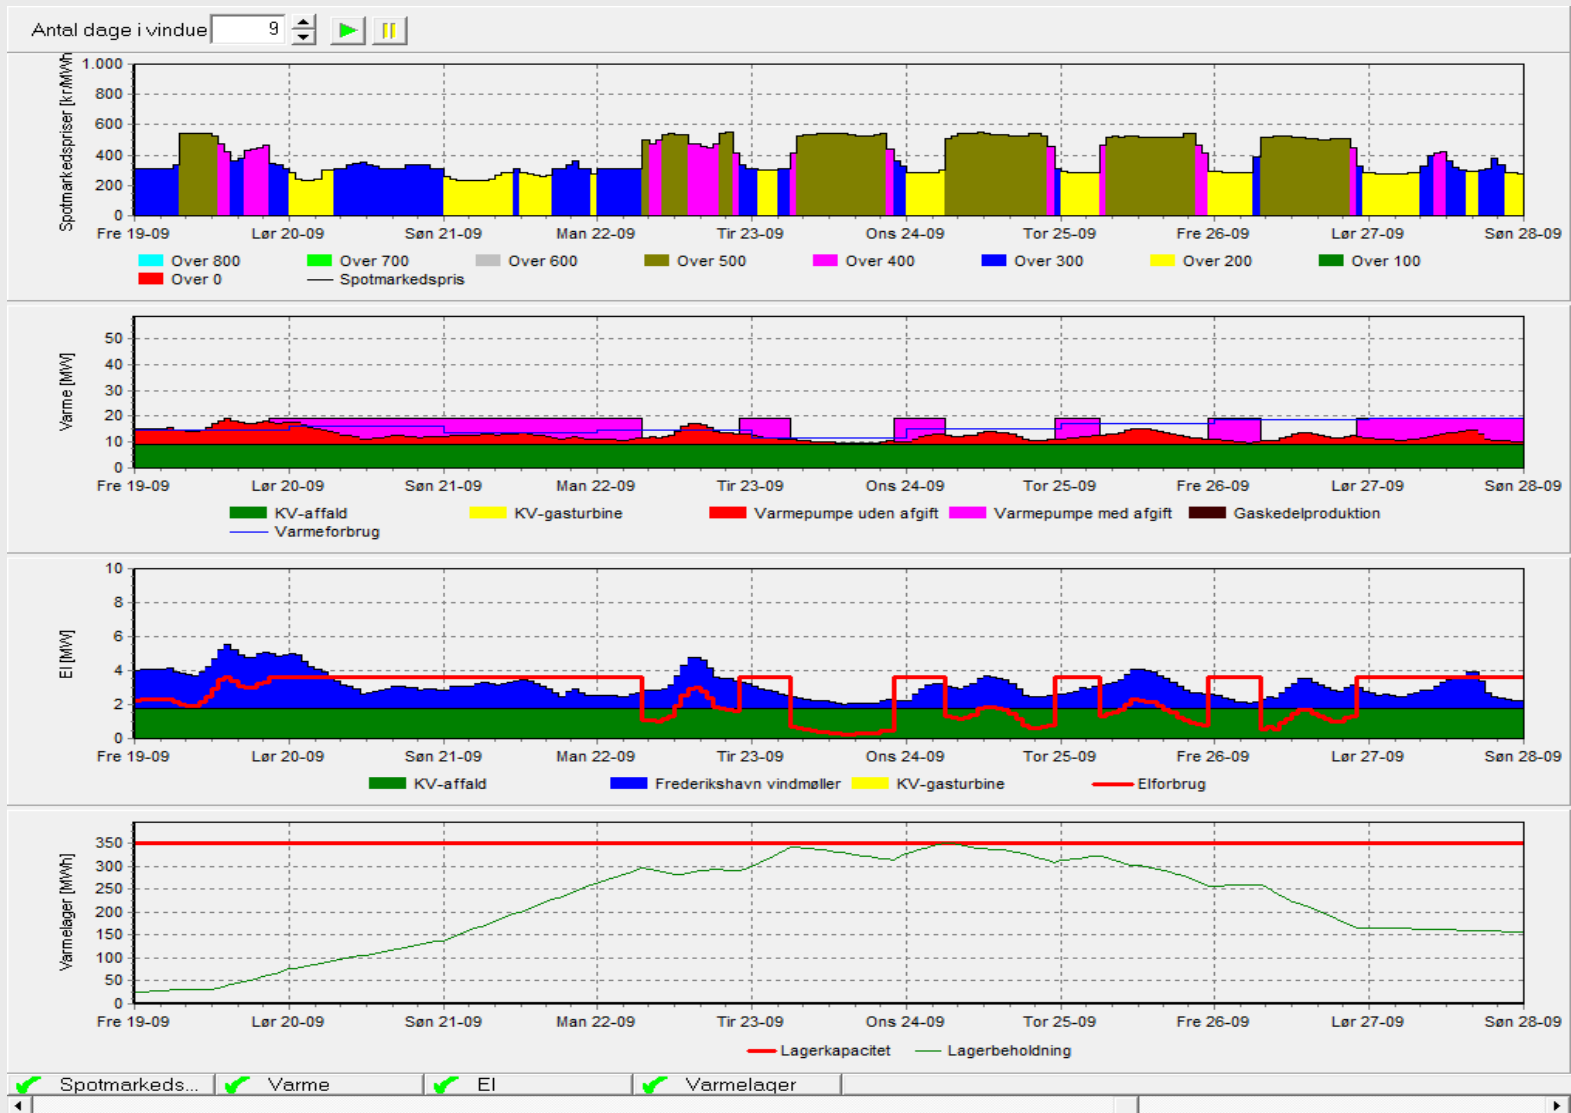 Antal dage i vindue 9
Spotmarkedspriser [kr/MWh]
1.000
800
600
400
200
0
Fre 19-09 Lør 20-09 Søn 21-09 Man 22-09 Tir 23-09 Ons 24-09 Tor 25-09 Fre 26-09 Lør 27-09 Søn 28-09
Over 800 Over 700 Over 600 Over 500 Over 400 Over 300 Over 200 Over 100
Over 0 Spotmarkedspris
Varme [MW]
50
40
30
20
10
0
Fre 19-09 Lør 20-09 Søn 21-09 Man 22-09 Tir 23-09 Ons 24-09 Tor 25-09 Fre 26-09 Lør 27-09 Søn 28-09
KV-affald KV-gasturbine Varmepumpe uden afgift Varmepumpe med afgift Gaskedelproduktion
Varmeforbrug
El [MW]
10
8
6
4
2
0
Fre 19-09 Lør 20-09 Søn 21-09 Man 22-09 Tir 23-09 Ons 24-09 Tor 25-09 Fre 26-09 Lør 27-09 Søn 28-09
KV-affald Frederikshavn vindmøller KV-gasturbine Elforbrug
Varmelager [MWh]
350
300
250
200
150
100
50
0
Fre 19-09 Lør 20-09 Søn 21-09 Man 22-09 Tir 23-09 Ons 24-09 Tor 25-09 Fre 26-09 Lør 27-09 Søn 28-09
Lagerkapacitet Lagerbeholdning
Spotmarkeds... Varme El Varmelager